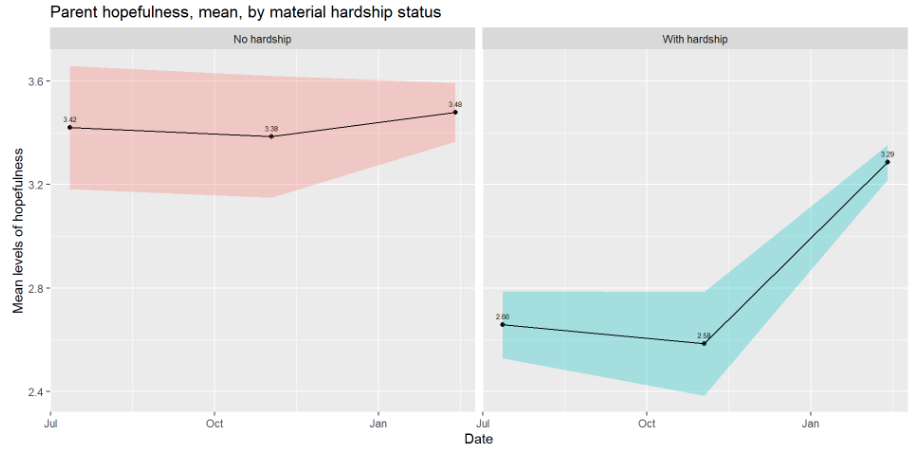 Parent hopefulness, mean, by material hardship status
No hardship
With hardship
3.6
3.2
2.8
2.4
Mean levels of hopefulness
3.42
3.38
3.48
2.66
2.58
3.29
Jul
Oct
Jan
Jul
Oct
Jan
Date